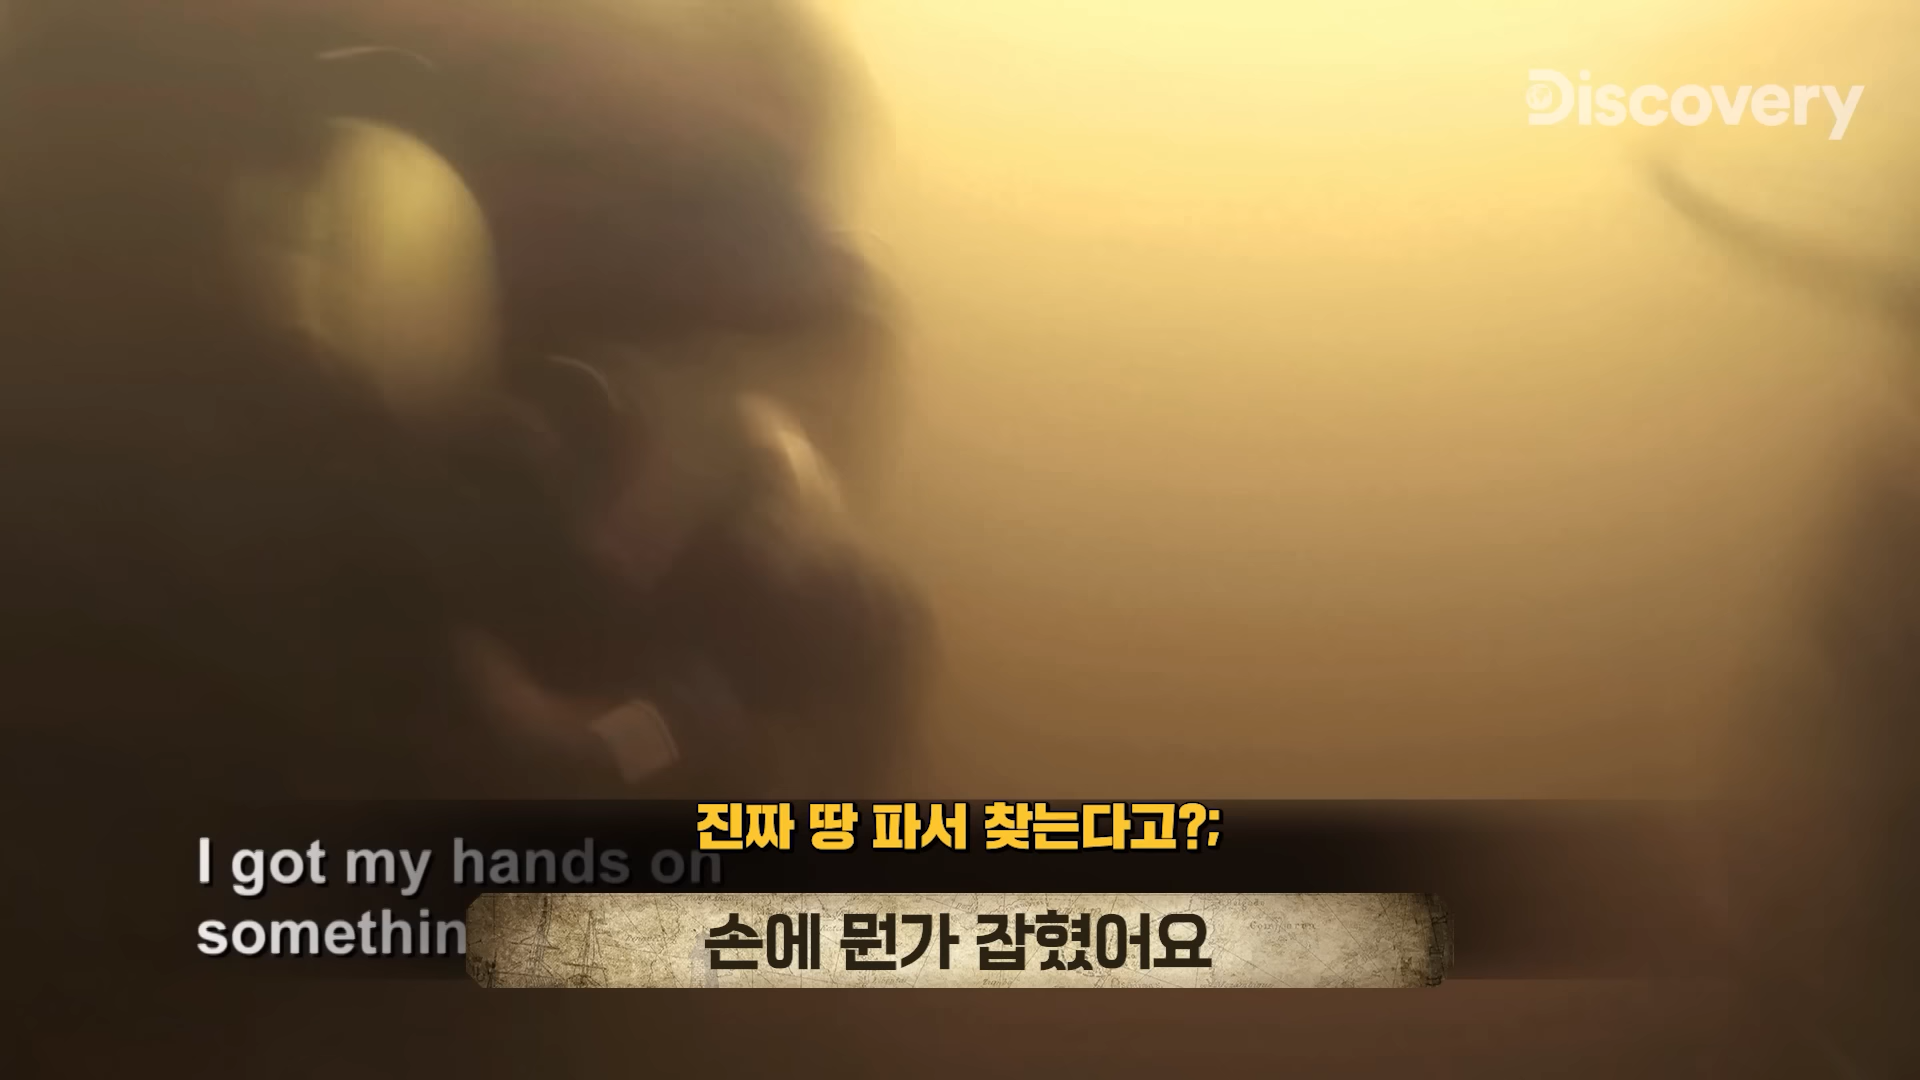 Discovery
진짜 땅 파서 찾는다고?;
I got my hands on
somethin
손에 뭔가 잡혔어요